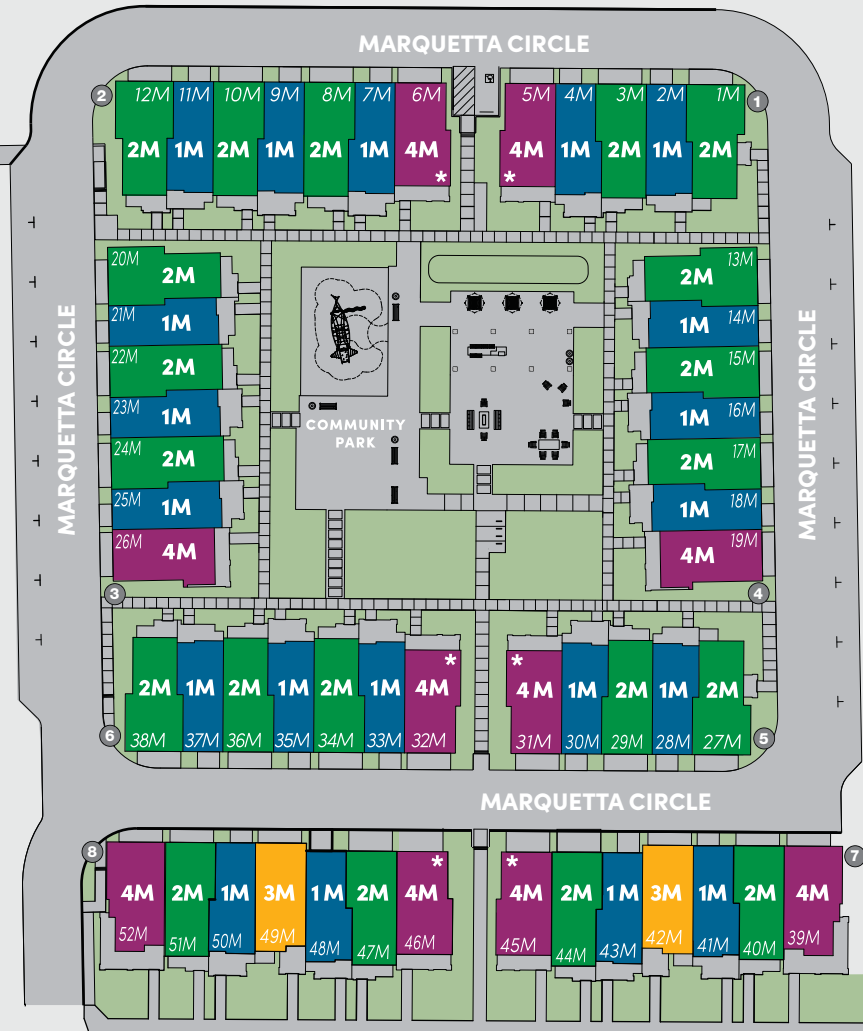 MARQUETTA CIRCLE
2
12M 11M 10M 9M 8M 7M 6M 5M 4M 3M 2M 1M
1
2M 1M 2M 1M 2M 1M 4M 4M 1M 2M 1M 2M
* *
20M 2M
21M 1M
22M 2M
23M 1M
24M 2M
25M 1M
26M 4M
3
MARQUETTA CIRCLE
COMMUNITY
PARK
2M 13M
1M 14M
2M 15M
1M 16M
2M 17M
1M 18M
4M 19M
4
MARQUETTA CIRCLE
* *
2M 1M 2M 1M 2M 1M 4M 4M 1M 2M 1M 2M
6
38M 37M 36M 35M 34M 33M 32M 31M 30M 29M 28M 27M
5
MARQUETTA CIRCLE
8
7
* *
4M 2M 1M 3M 1M 2M 4M 4M 2M 1M 3M 1M 2M 4M
52M 51M 50M 49M 48M 47M 46M 45M 44M 43M 42M 41M 40M 39M